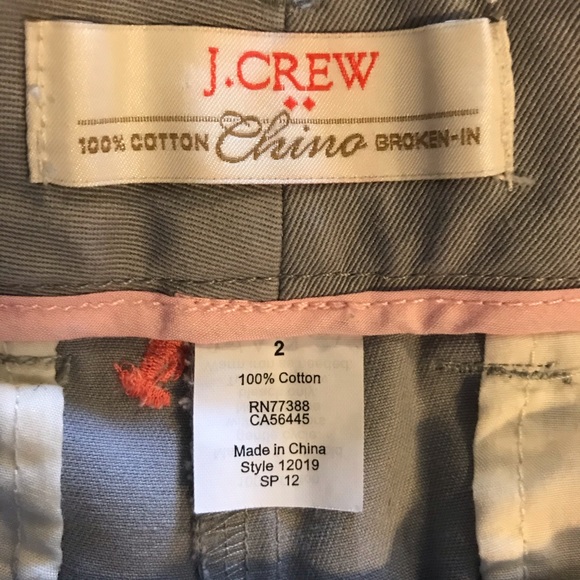 J.CREW
100% COTTON Chino BROKEN-IN
2
100% Cotton
RN77388
CA56445
Made in China
Style 12019
SP 12